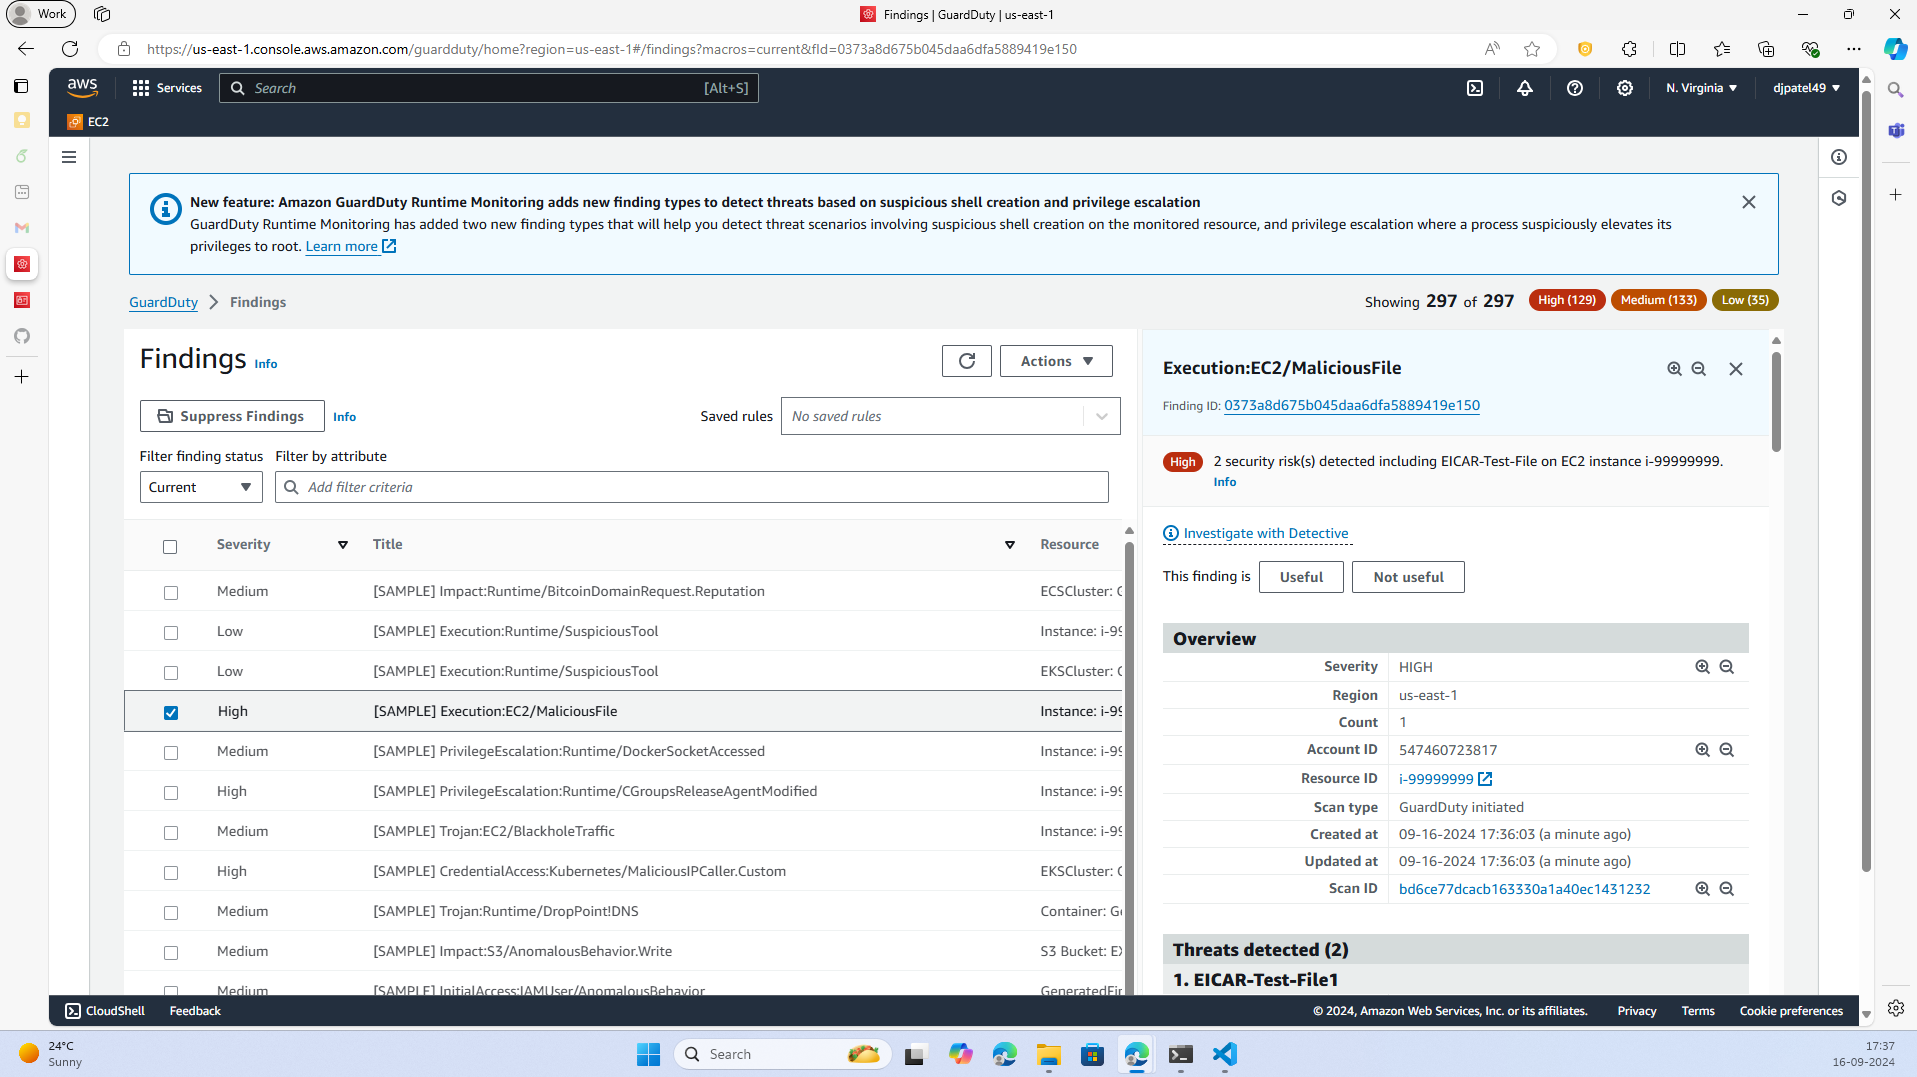 Work
Findings | GuardDuty | us-east-1
https://us-east-1.console.aws.amazon.com/guardduty/home?region=us-east-1#/findings?macros=current&fId=0373a8d675b045daa6dfa5889419e150
aws
Services
Search
[Alt+S]
N. Virginia
djpatel49
EC2
New feature: Amazon GuardDuty Runtime Monitoring adds new finding types to detect threats based on suspicious shell creation and privilege escalation
GuardDuty Runtime Monitoring has added two new finding types that will help you detect threat scenarios involving suspicious shell creation on the monitored resource, and privilege escalation where a process suspiciously elevates its
privileges to root. Learn more
GuardDuty
Findings
Showing 297 of 297
High (129)
Medium (133)
Low (35)
Findings Info
Actions
Suppress Findings
Info
Saved rules
No saved rules
Filter finding status
Filter by attribute
Current
Add filter criteria
Severity
Title
Resource
Medium
[SAMPLE] Impact:Runtime/BitcoinDomainRequest.Reputation
ECSCluster:
Low
[SAMPLE] Execution:Runtime/SuspiciousTool
Instance: i-99
Low
[SAMPLE] Execution:Runtime/SuspiciousTool
EKSCluster:
High
[SAMPLE] Execution:EC2/MaliciousFile
Instance: i-99
Medium
[SAMPLE] PrivilegeEscalation:Runtime/DockerSocketAccessed
Instance: i-99
High
[SAMPLE] PrivilegeEscalation:Runtime/CGroupsReleaseAgentModified
Instance: i-99
Medium
[SAMPLE] Trojan:EC2/BlackholeTraffic
Instance: i-99
High
[SAMPLE] CredentialAccess:Kubernetes/MaliciousIPCaller.Custom
EKSCluster:
Medium
[SAMPLE] Trojan:Runtime/DropPoint!DNS
Container: Ge
Medium
[SAMPLE] Impact:S3/AnomalousBehavior.Write
S3 Bucket: EX
Medium
[SAMPLE] InitialAccess:IAMUser/AnomalousBehavior
GeneratedFin
Execution:EC2/MaliciousFile
Finding ID: 0373a8d675b045daa6dfa5889419e150
High
2 security risk(s) detected including EICAR-Test-File on EC2 instance i-99999999.
Info
Investigate with Detective
This finding is
Useful
Not useful
Overview
Severity
HIGH
Region
us-east-1
Count
1
Account ID
547460723817
Resource ID
i-99999999
Scan type
GuardDuty initiated
Created at
09-16-2024 17:36:03 (a minute ago)
Updated at
09-16-2024 17:36:03 (a minute ago)
Scan ID
bd6ce77dcacb163330a1a40ec1431232
Threats detected (2)
1. EICAR-Test-File1
CloudShell
Feedback
© 2024, Amazon Web Services, Inc. or its affiliates.
Privacy
Terms
Cookie preferences
24°C
Sunny
Search
17:37
16-09-2024